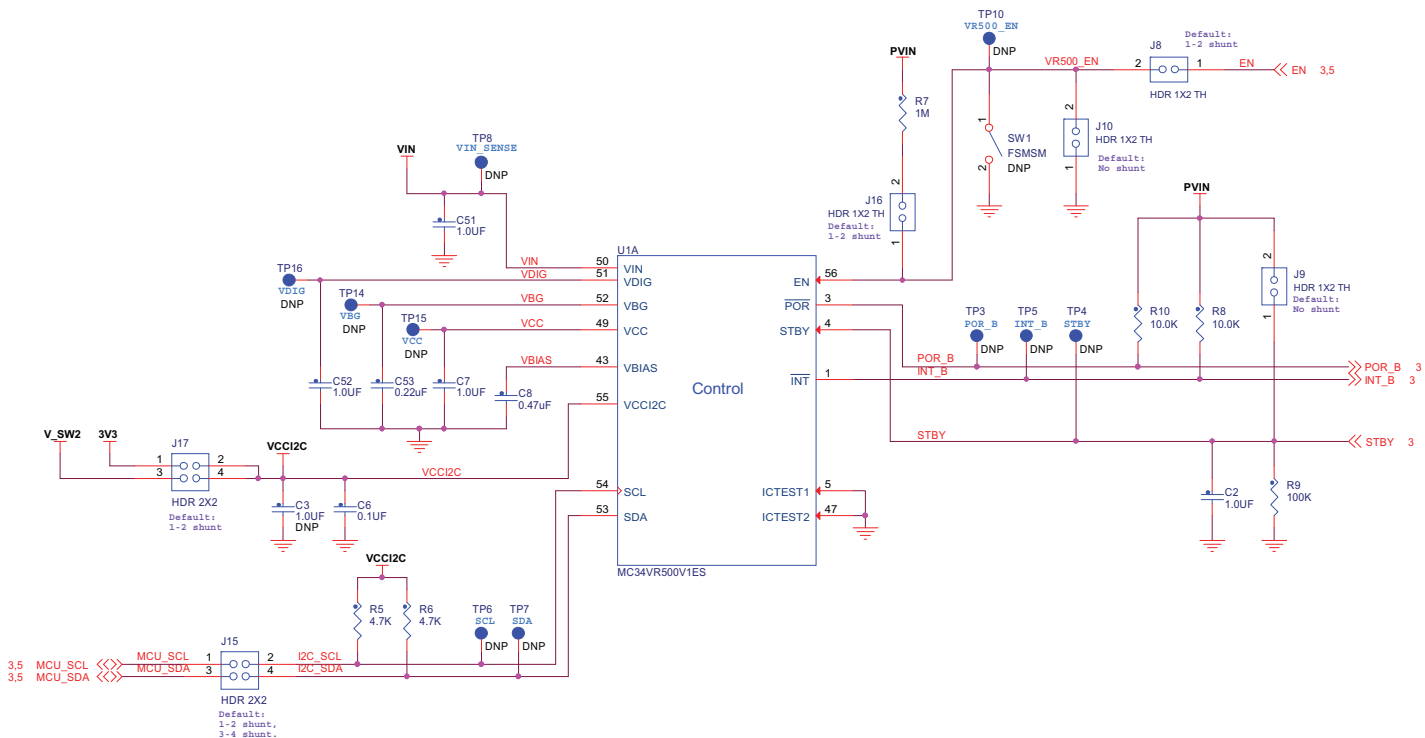 TP10
VR500_EN
DNP
PVIN
R7
1M
VR500_EN
Default:
1-2 shunt
J8
2
1
HDR 1X2 TH
EN
EN 3,5
1
2
SW1
FSMSM
DNP
2
1
J10
HDR 1X2 TH
Default:
No shunt
2
1
J16
HDR 1X2 TH
Default:
1-2 shunt
VIN
TP8
VIN_SENSE
DNP
C51
1.0UF
PVIN
R10
10.0K
R8
10.0K
2
1
J9
HDR 1X2 TH
Default:
No shunt
TP16
VDIG
DNP
TP14
VBG
DNP
TP15
VCC
DNP
VIN
VDIG
VBG
VCC
VBIAS
50
51
52
49
43
55
54
53
U1A
VIN
VDIG
VBG
VCC
VBIAS
VCCI2C
SCL
SDA
Control
EN
POR
STBY
INT
ICTEST1
ICTEST2
56
3
4
1
5
47
MC34VR500V1ES
TP3
POR_B
DNP
TP5
INT_B
DNP
TP4
STBY
DNP
POR_B
INT_B
STBY
POR_B 3
INT_B 3
STBY 3
C2
1.0UF
R9
100K
C52
1.0UF
C53
0.22uF
C7
1.0UF
C8
0.47uF
V_SW2
3V3
J17
1
3
2
4
HDR 2X2
Default:
1-2 shunt
VCCI2C
VCCI2C
C3
1.0UF
DNP
C6
0.1UF
VCCI2C
R5
4.7K
R6
4.7K
TP6
SCL
DNP
TP7
SDA
DNP
3,5 MCU_SCL
3,5 MCU_SDA
MCU_SCL
MCU_SDA
J15
1
3
2
4
I2C_SCL
I2C_SDA
HDR 2X2
Default:
1-2 shunt,
3-4 shunt.